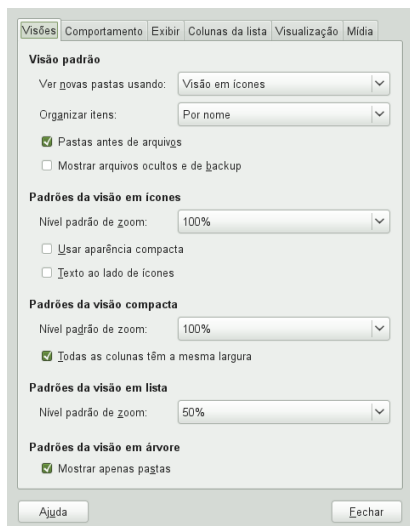 Visões Comportamento Exibir Colunas da lista Visualização Mídia
Visão padrão
Ver novas pastas usando: Visão em ícones
Organizar itens: Por nome
Pastas antes de arquivos
Mostrar arquivos ocultos e de backup
Padrões da visão em ícones
Nível padrão de zoom: 100%
Usar aparência compacta
Texto ao lado de ícones
Padrões da visão compacta
Nível padrão de zoom: 100%
Todas as colunas têm a mesma largura
Padrões da visão em lista
Nível padrão de zoom: 50%
Padrões da visão em árvore
Mostrar apenas pastas
Ajuda Fechar